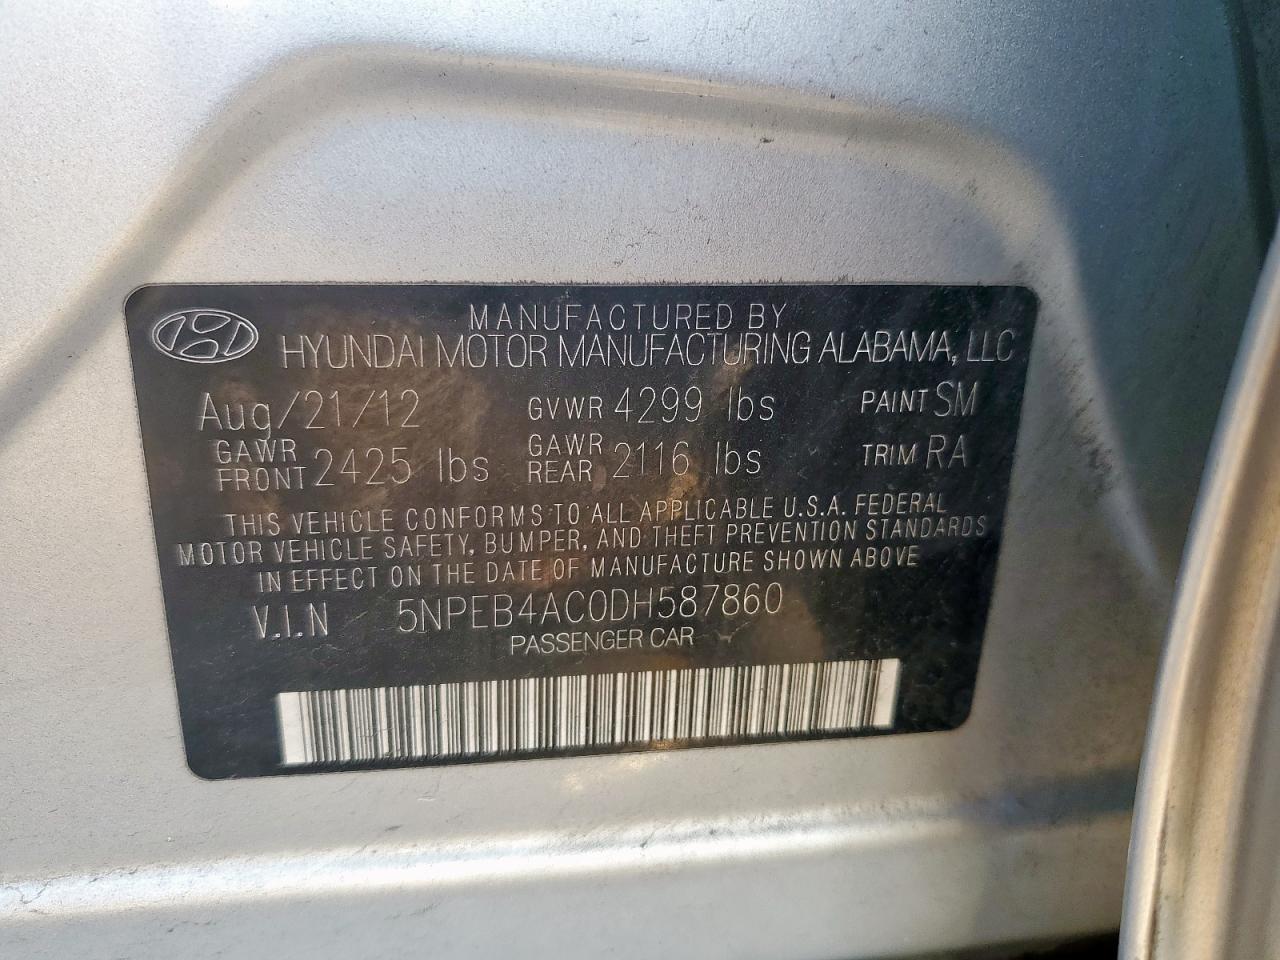 MANUFACTURED BY
HYUNDAI MOTOR MANUFACTURING ALABAMA, LLC
Aug/21/12 GVWR 4299 lbs PAINT SM
GAWR FRONT 2425 lbs GAWR REAR 2116 lbs TRIM RA
THIS VEHICLE CONFORMS TO ALL APPLICABLE U.S.A. FEDERAL
MOTOR VEHICLE SAFETY, BUMPER, AND THEFT PREVENTION STANDARDS
IN EFFECT ON THE DATE OF MANUFACTURE SHOWN ABOVE
V.I.N 5NPEB4AC0DH587860
PASSENGER CAR